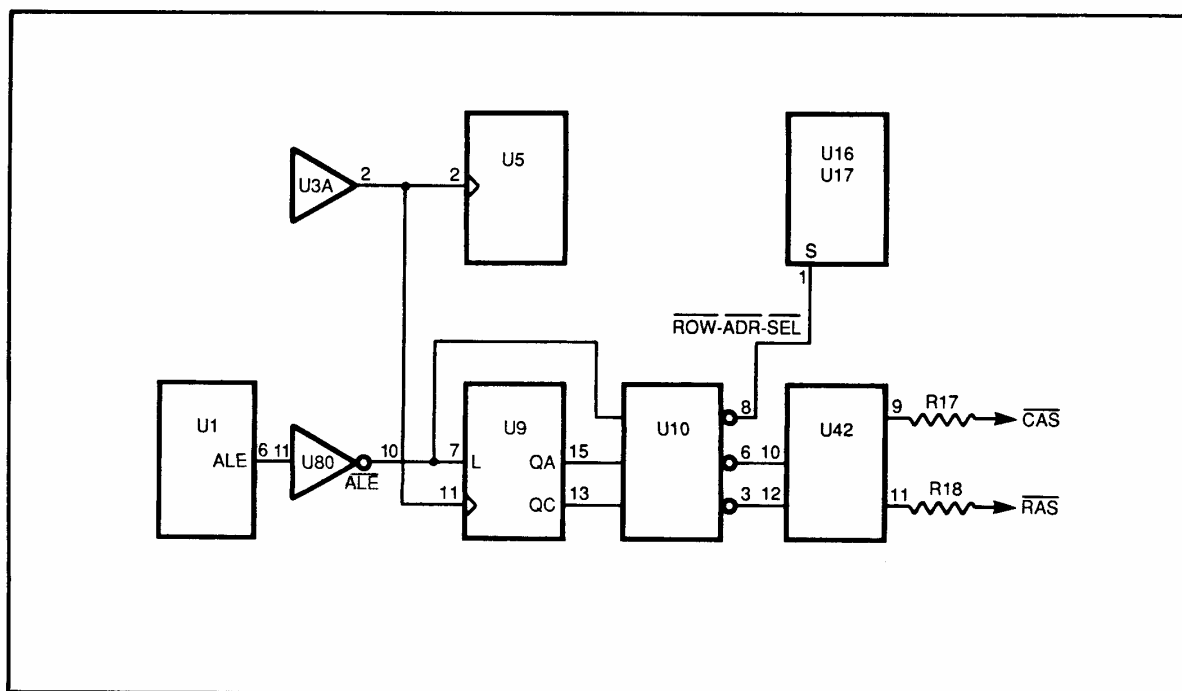 U3A 2 2 U5
U16
U17
S
1
ROW-ADR-SEL
U1
ALE 6 11 U80 10
ALE
7 L U9 QA 15
11 QC 13
U10
8
6 10
3 12
U42
9 R17 CAS
11 R18 RAS